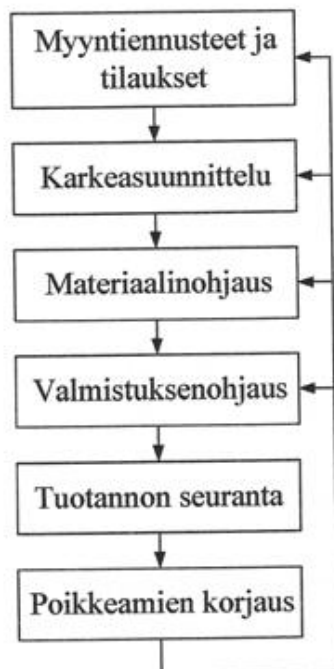 Myyntiennusteet ja
tilaukset
Karkeasuunnittelu
Materiaalinohjaus
Valmistuksenohjaus
Tuotannon seuranta
Poikkeamien korjaus